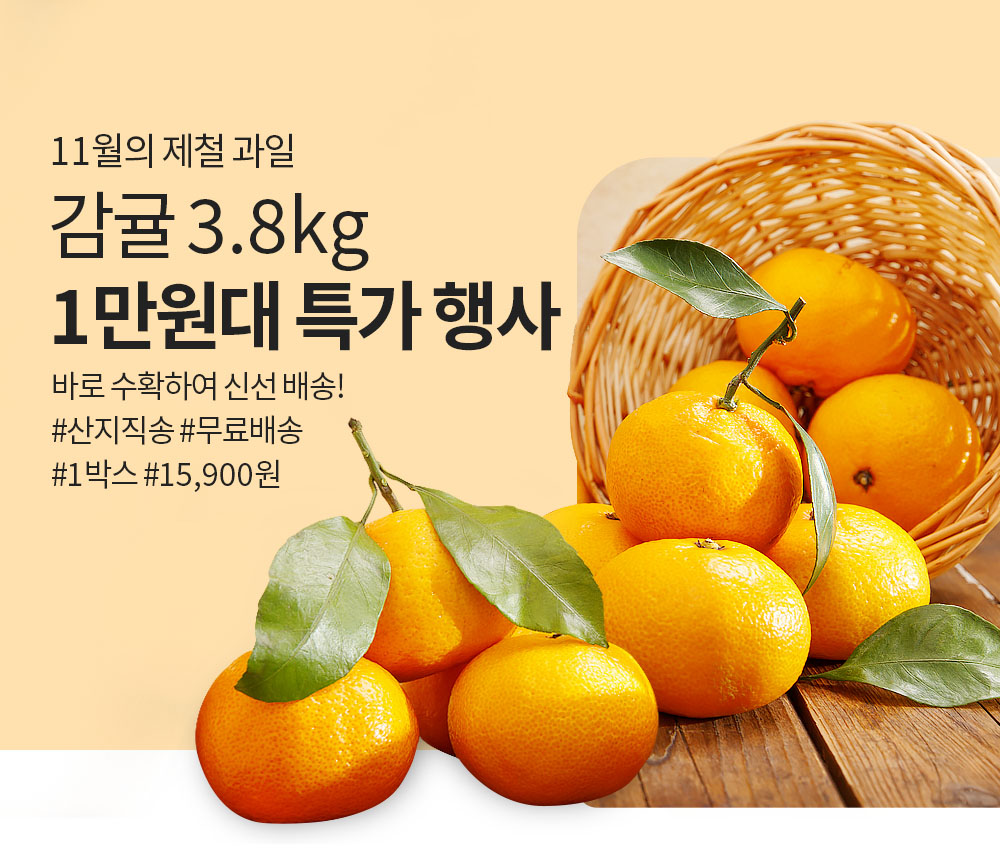 11월의 제철 과일
감귤 3.8kg
1만원대 특가 행사
바로 수확하여 신선 배송!
#산지직송 #무료배송
#1박스 #15,900원